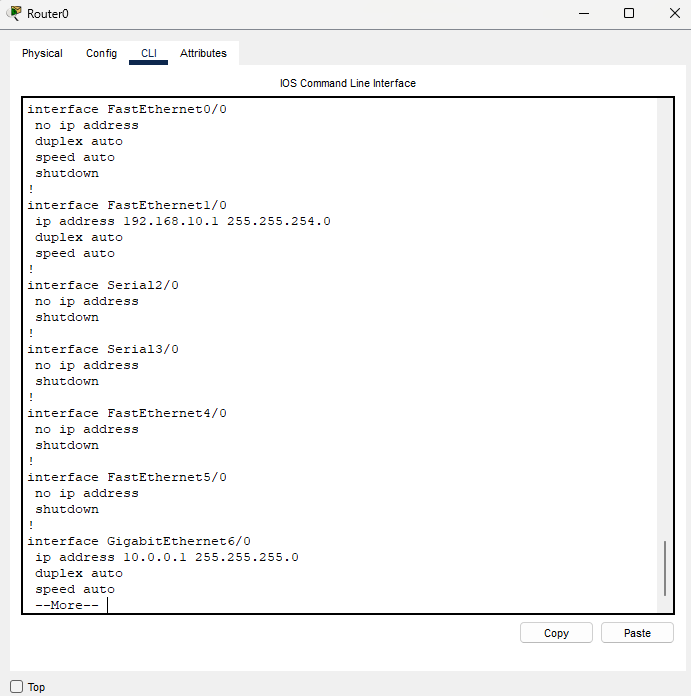 Router0
Physical Config CLI Attributes
IOS Command Line Interface
interface FastEthernet0/0
 no ip address
 duplex auto
 speed auto
 shutdown
!
interface FastEthernet1/0
 ip address 192.168.10.1 255.255.254.0
 duplex auto
 speed auto
!
interface Serial2/0
 no ip address
 shutdown
!
interface Serial3/0
 no ip address
 shutdown
!
interface FastEthernet4/0
 no ip address
 shutdown
!
interface FastEthernet5/0
 no ip address
 shutdown
!
interface GigabitEthernet6/0
 ip address 10.0.0.1 255.255.255.0
 duplex auto
 speed auto
 --More--
Copy Paste
Top